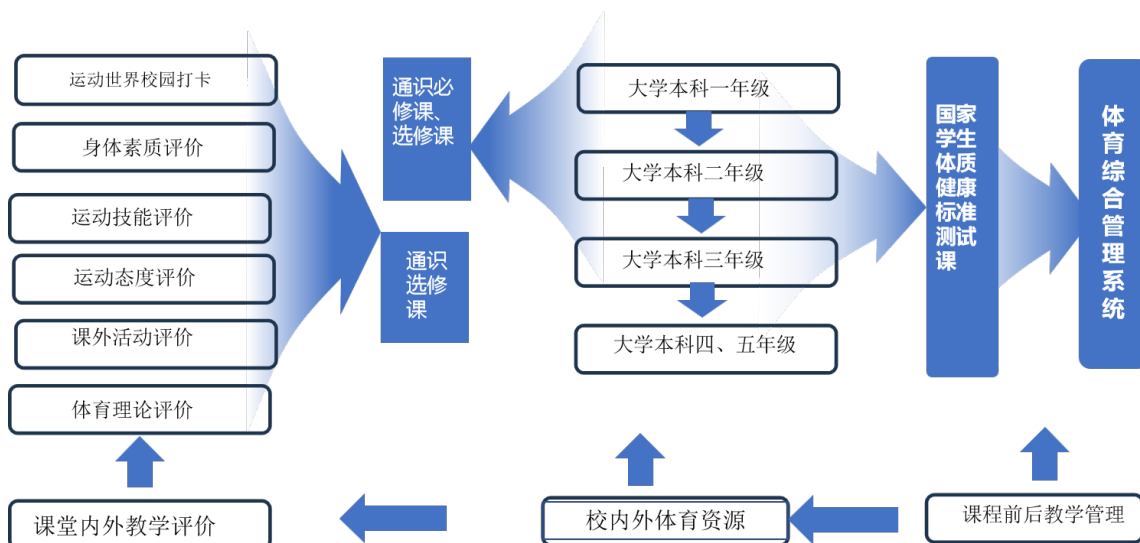 运动世界校园打卡
身体素质评价
运动技能评价
运动态度评价
课外活动评价
体育理论评价
课堂内外教学评价
通识必
修课、
选修课
通识
选修
课
大学本科一年级
大学本科二年级
大学本科三年级
大学本科四、五年级
校内外体育资源
国家
学生
体质
健康
标准
测试
课
体育综合管理系统
课程前后教学管理